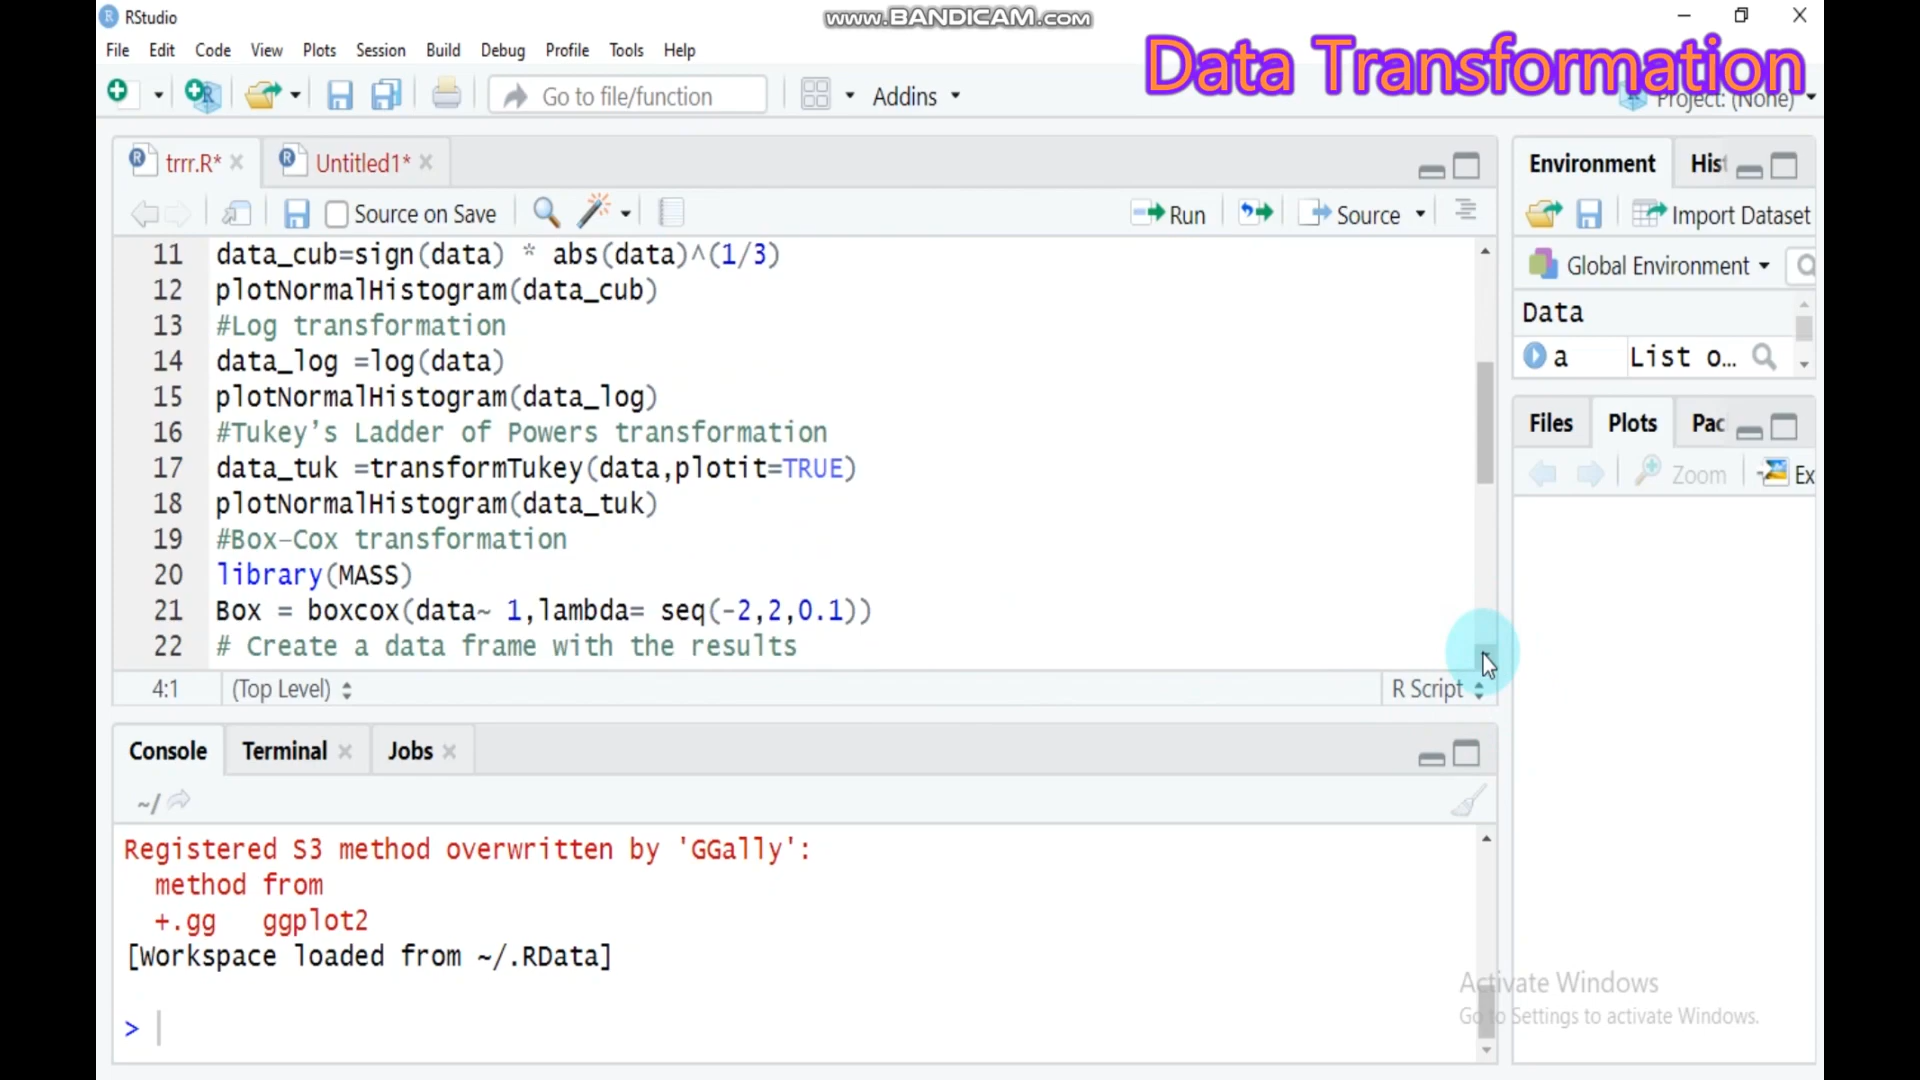 RStudio
www.BANDICAM.com
File Edit Code View Plots Session Build Debug Profile Tools Help
Data Transformation
Go to file/function
Addins
Project: (None)
trrr.R*
Untitled1*
Source on Save
Run
Source
11 data_cub=sign(data) * abs(data)^(1/3)
12 plotNormalHistogram(data_cub)
13 #Log transformation
14 data_log =log(data)
15 plotNormalHistogram(data_log)
16 #Tukey’s Ladder of Powers transformation
17 data_tuk =transformTukey(data,plotit=TRUE)
18 plotNormalHistogram(data_tuk)
19 #Box-Cox transformation
20 library(MASS)
21 Box = boxcox(data~ 1,lambda= seq(-2,2,0.1))
22 # Create a data frame with the results
4:1 (Top Level) R Script
Console Terminal Jobs
~/
Registered S3 method overwritten by 'GGally':
method from
+.gg ggplot2
[Workspace loaded from ~/.RData]
>
Environment Hist
Import Dataset
Global Environment
Data
a List o...
Files Plots Pac
Zoom Ex
Activate Windows
Go to Settings to activate Windows.